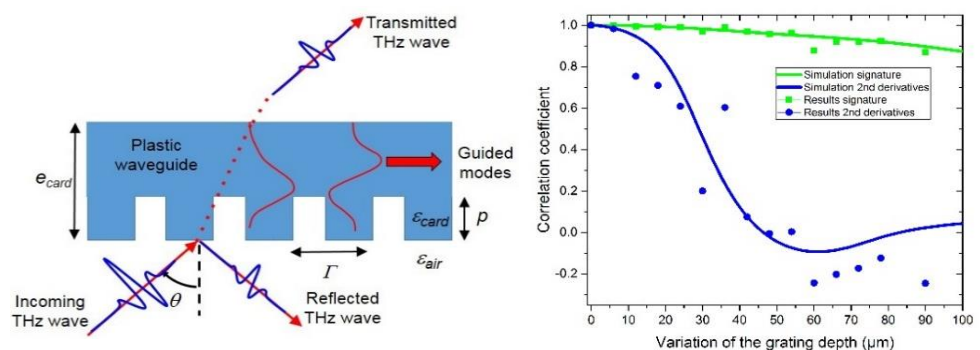 Transmitted
THz wave
Plastic
waveguide
Guided
modes
e_card
ε_card
p
ε_air
Γ
θ
Incoming
THz wave
Reflected
THz wave
Correlation coefficient
1.0
0.8
0.6
0.4
0.2
0.0
-0.2
Simulation signature
Simulation 2nd derivatives
Results signature
Results 2nd derivatives
0 10 20 30 40 50 60 70 80 90 100
Variation of the grating depth (µm)